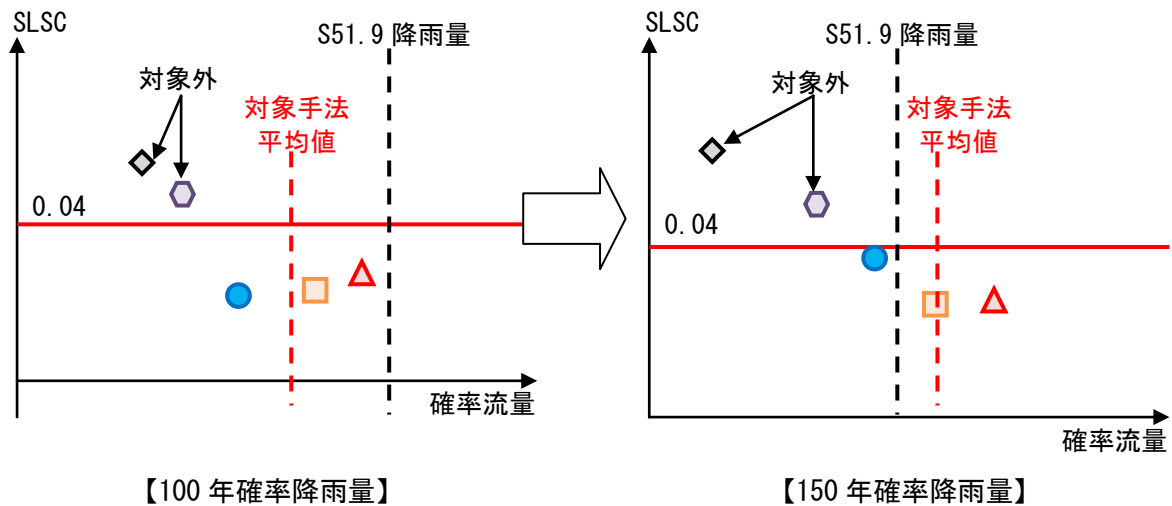 SLSC
S51.9 降雨量
対象外
対象手法
平均値
0.04
確率流量
【100 年確率降雨量】
SLSC
S51.9 降雨量
対象外
対象手法
平均値
0.04
確率流量
【150 年確率降雨量】